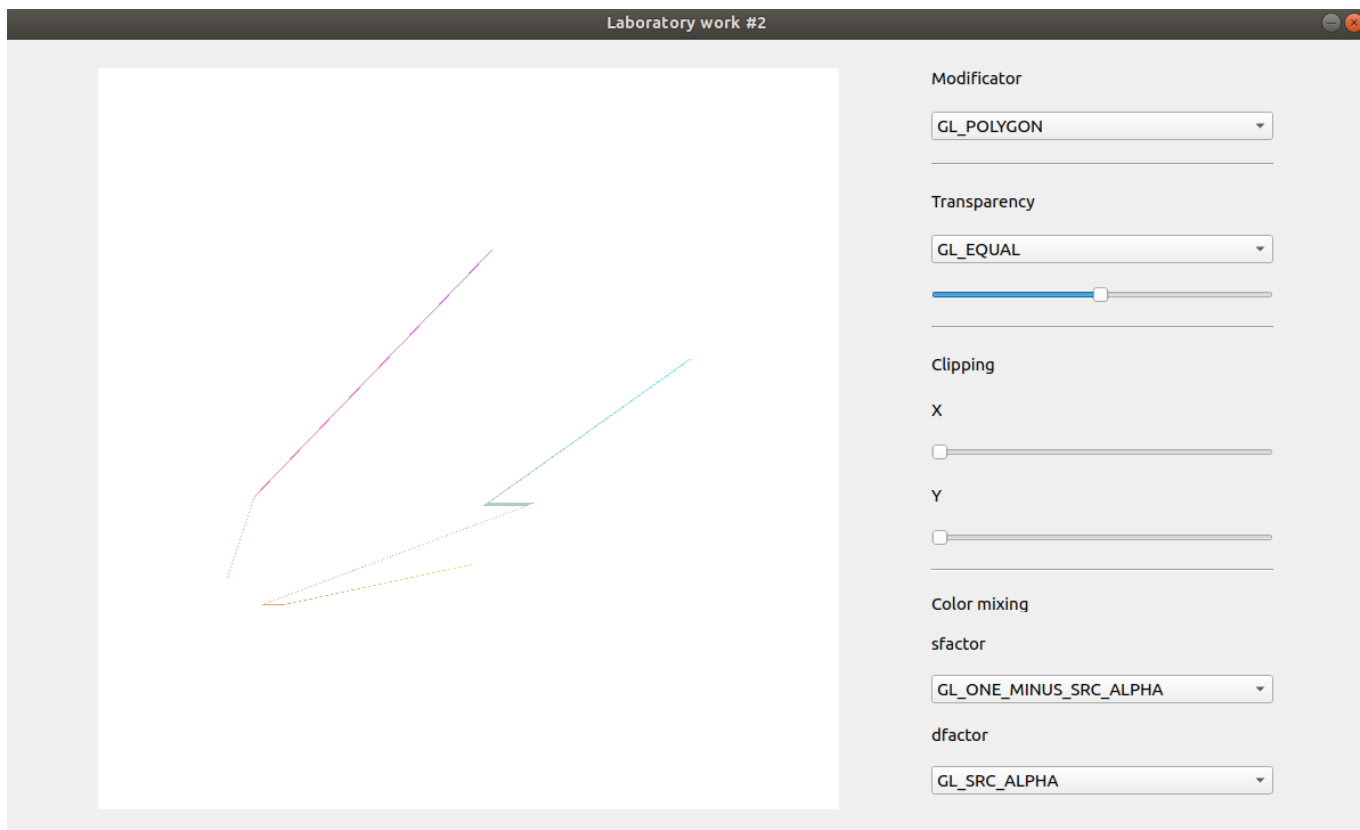 Laboratory work #2
Modificator
GL_POLYGON
Transparency
GL_EQUAL
Clipping
X
Y
Color mixing
sfactor
GL_ONE_MINUS_SRC_ALPHA
dfactor
GL_SRC_ALPHA